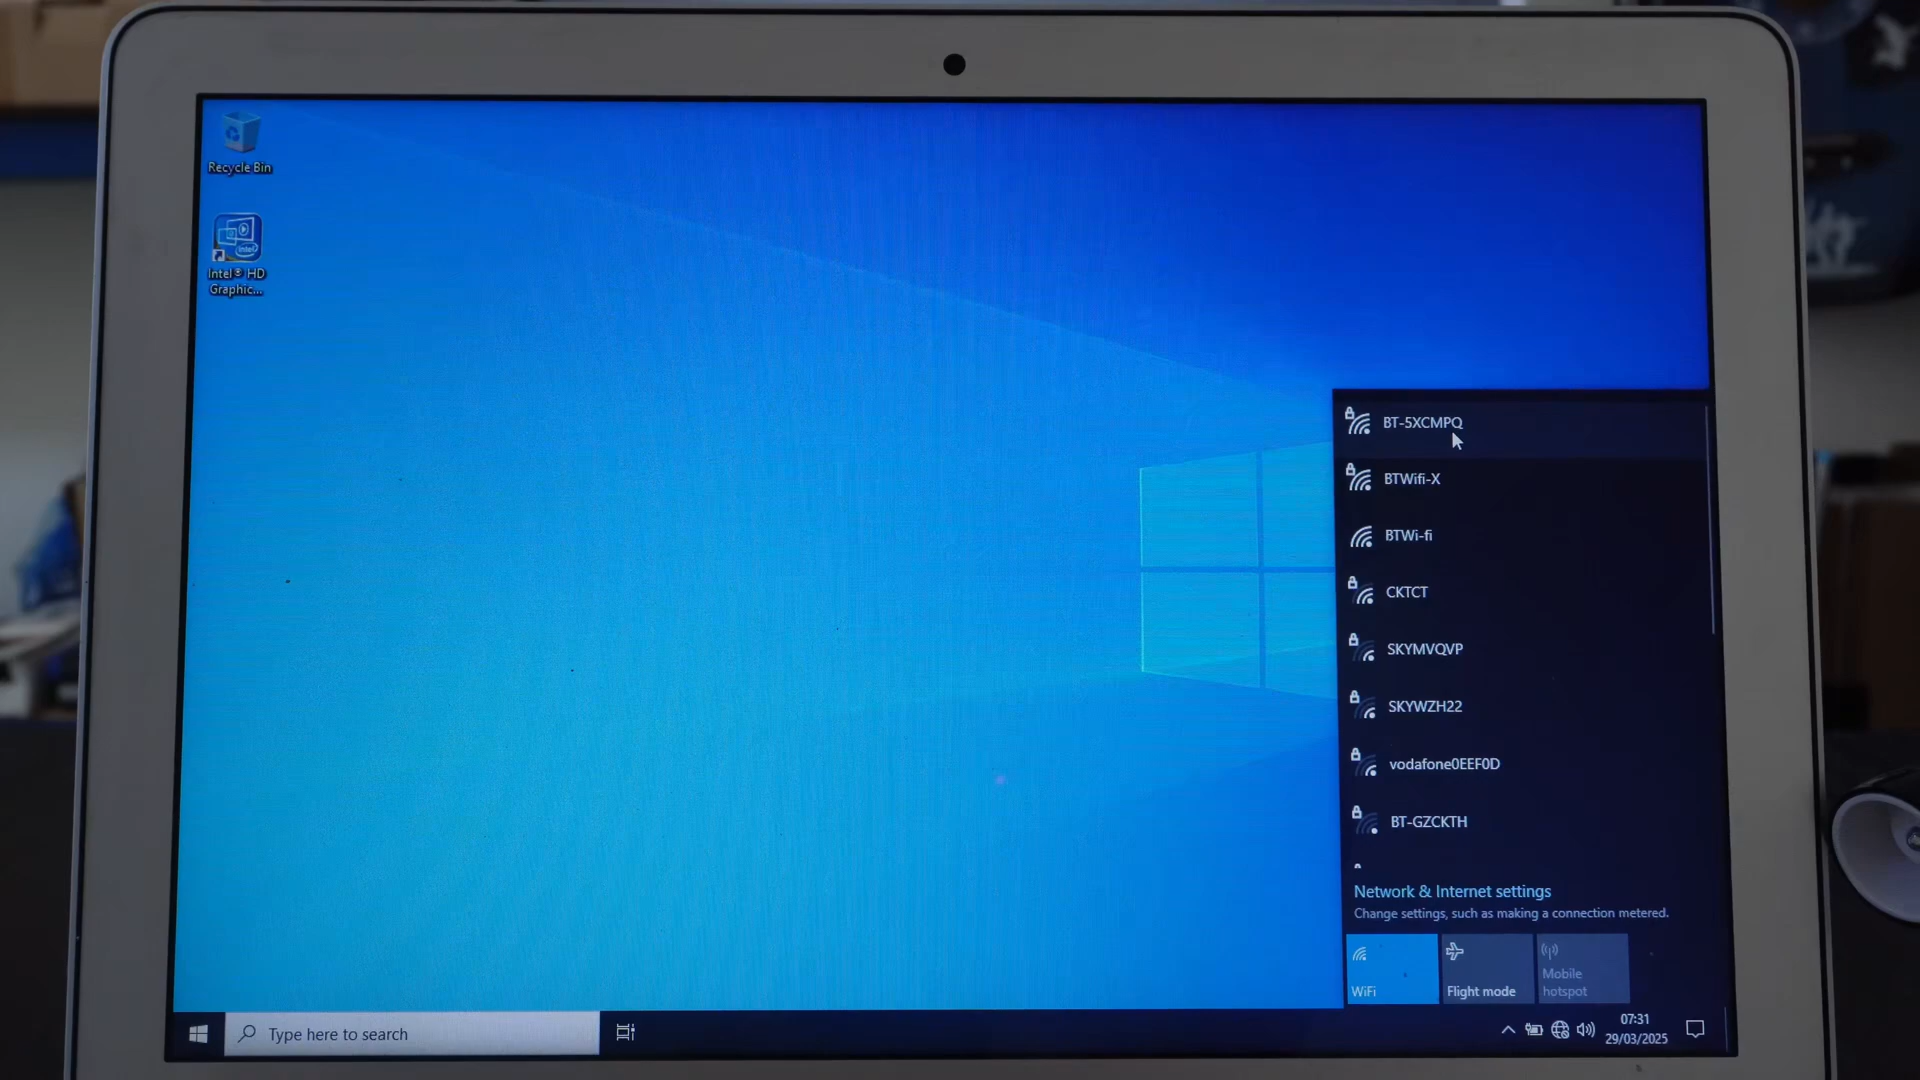 Recycle Bin
intel
Intel® HD
Graphic...
BT-5XCMPQ
BTWifi-X
BTWi-fi
CKTCT
SKYMVQVP
SKYWZH22
vodafone0EEF0D
BT-GZCKTH
Network & Internet settings
Change settings, such as making a connection metered.
WiFi
Flight mode
Mobile
hotspot
Type here to search
07:31
29/03/2025